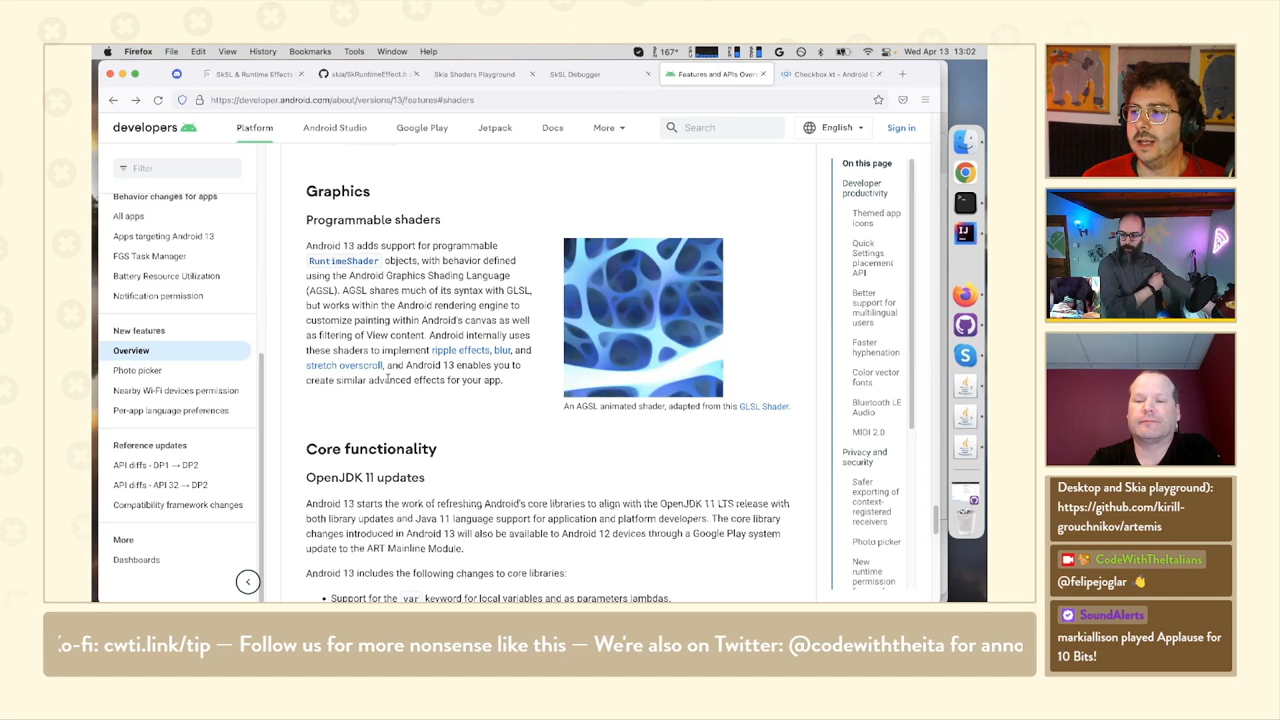 Firefox File Edit View History Bookmarks Tools Window Help
167° Wed Apr 13 13:02
SkSL & Runtime Effects
skia/SkRuntimeEffect.h
Skia Shaders Playground
SkSL Debugger
Features and APIs Over
Checkbox.kt - Android
https://developer.android.com/about/versions/13/features#shaders
developers
Platform
Android Studio
Google Play
Jetpack
Docs
More
Search
English
Sign in
Filter
Behavior changes for apps
All apps
Apps targeting Android 13
FGS Task Manager
Battery Resource Utilization
Notification permission
New features
Overview
Photo picker
Nearby Wi-Fi devices permission
Per-app language preferences
Reference updates
API diffs - DP1 → DP2
API diffs - API 32 → DP2
Compatibility framework changes
More
Dashboards
Graphics
Programmable shaders
Android 13 adds support for programmable
RuntimeShader objects, with behavior defined
using the Android Graphics Shading Language
(AGSL). AGSL shares much of its syntax with GLSL,
but works within the Android rendering engine to
customize painting within Android's canvas as well
as filtering of View content. Android internally uses
these shaders to implement ripple effects, blur, and
stretch overscroll, and Android 13 enables you to
create similar advanced effects for your app.
An AGSL animated shader, adapted from this GLSL Shader.
Core functionality
OpenJDK 11 updates
Android 13 starts the work of refreshing Android's core libraries to align with the OpenJDK 11 LTS release with
both library updates and Java 11 language support for application and platform developers. The core library
changes introduced in Android 13 will also be available to Android 12 devices through a Google Play system
update to the ART Mainline Module.
Android 13 includes the following changes to core libraries:
• Support for the var keyword for local variables and as parameters lambdas.
On this page
Developer
productivity
Themed app
icons
Quick
Settings
placement
API
Better
support for
multilingual
users
Faster
hyphenation
Color vector
fonts
Bluetooth LE
Audio
MIDI 2.0
Privacy and
security
Safer
exporting of
context-
registered
receivers
Photo picker
New
runtime
permission
Desktop and Skia playground):
https://github.com/kirill-
grouchnikov/artemis
CodeWithTheItalians
@felipejoglar 👋
SoundAlerts
markiallison played Applause for
10 Bits!
Ko-fi: cwti.link/tip — Follow us for more nonsense like this — We're also on Twitter: @codewiththeita for anno